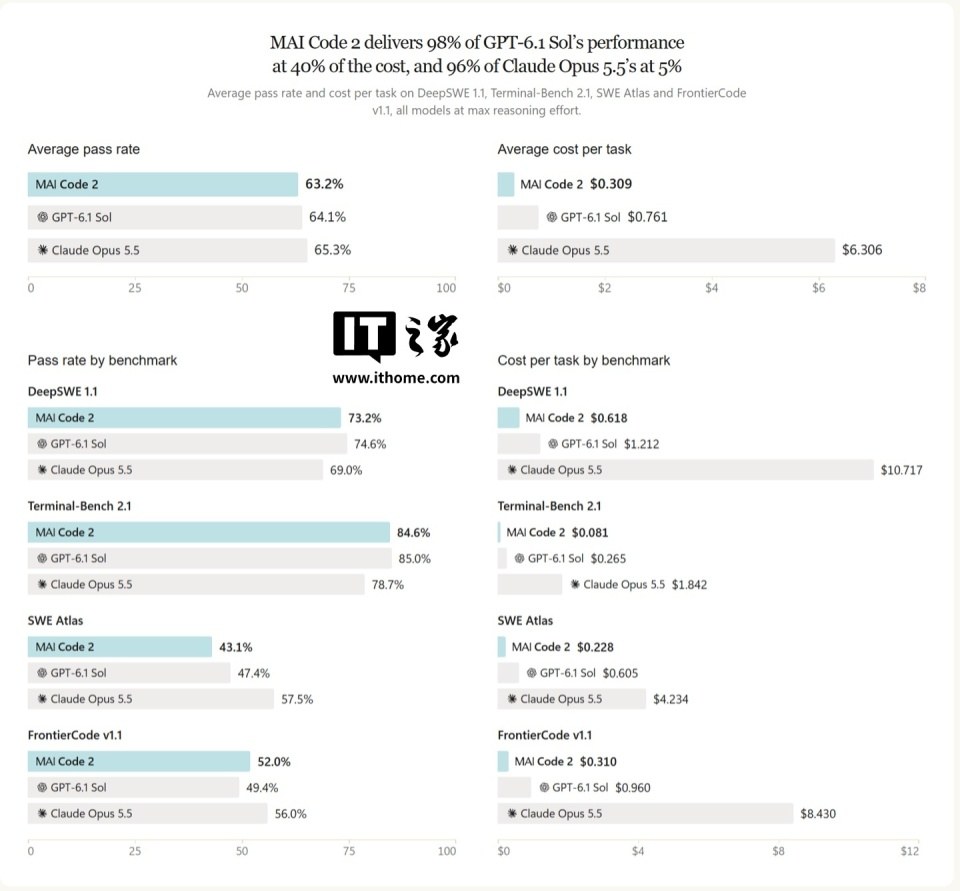 MAI Code 2 delivers 98% of GPT-6.1 Sol’s performance
at 40% of the cost, and 96% of Claude Opus 5.5’s at 5%
Average pass rate and cost per task on DeepSWE 1.1, Terminal-Bench 2.1, SWE Atlas and FrontierCode
v1.1, all models at max reasoning effort.
Average pass rate
MAI Code 2 63.2%
GPT-6.1 Sol 64.1%
Claude Opus 5.5 65.3%
0 25 50 75 100
Average cost per task
MAI Code 2 $0.309
GPT-6.1 Sol $0.761
Claude Opus 5.5 $6.306
$0 $2 $4 $6 $8
IT之家
www.ithome.com
Pass rate by benchmark
DeepSWE 1.1
MAI Code 2 73.2%
GPT-6.1 Sol 74.6%
Claude Opus 5.5 69.0%
Terminal-Bench 2.1
MAI Code 2 84.6%
GPT-6.1 Sol 85.0%
Claude Opus 5.5 78.7%
SWE Atlas
MAI Code 2 43.1%
GPT-6.1 Sol 47.4%
Claude Opus 5.5 57.5%
FrontierCode v1.1
MAI Code 2 52.0%
GPT-6.1 Sol 49.4%
Claude Opus 5.5 56.0%
0 25 50 75 100
Cost per task by benchmark
DeepSWE 1.1
MAI Code 2 $0.618
GPT-6.1 Sol $1.212
Claude Opus 5.5 $10.717
Terminal-Bench 2.1
MAI Code 2 $0.081
GPT-6.1 Sol $0.265
Claude Opus 5.5 $1.842
SWE Atlas
MAI Code 2 $0.228
GPT-6.1 Sol $0.605
Claude Opus 5.5 $4.234
FrontierCode v1.1
MAI Code 2 $0.310
GPT-6.1 Sol $0.960
Claude Opus 5.5 $8.430
$0 $4 $8 $12